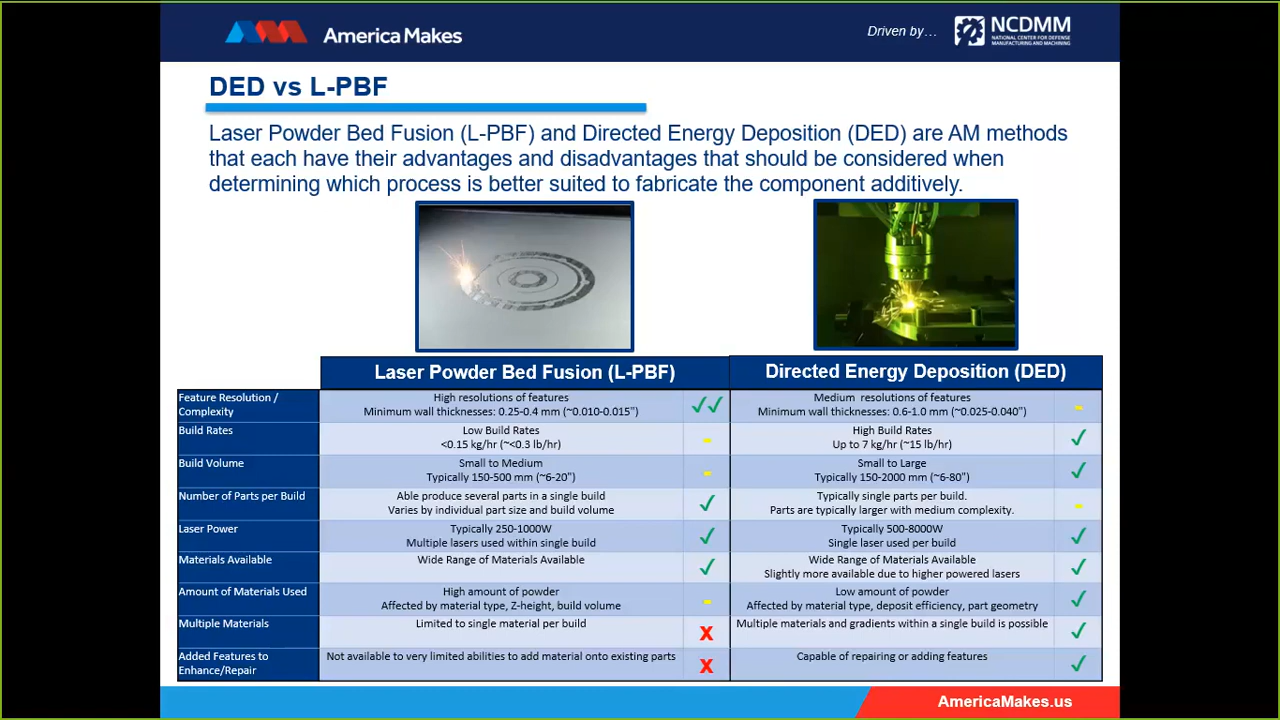 America Makes
Driven by…
NCDMM
NATIONAL CENTER FOR DEFENSE
MANUFACTURING AND MACHINING
DED vs L-PBF
Laser Powder Bed Fusion (L-PBF) and Directed Energy Deposition (DED) are AM methods
that each have their advantages and disadvantages that should be considered when
determining which process is better suited to fabricate the component additively.
Laser Powder Bed Fusion (L-PBF)
Directed Energy Deposition (DED)
Feature Resolution /
Complexity
High resolutions of features
Minimum wall thicknesses: 0.25-0.4 mm (~0.010-0.015")
✓✓
Medium resolutions of features
Minimum wall thicknesses: 0.6-1.0 mm (~0.025-0.040")
-
Build Rates
Low Build Rates
<0.15 kg/hr (~<0.3 lb/hr)
-
High Build Rates
Up to 7 kg/hr (~15 lb/hr)
✓
Build Volume
Small to Medium
Typically 150-500 mm (~6-20")
-
Small to Large
Typically 150-2000 mm (~6-80")
✓
Number of Parts per Build
Able produce several parts in a single build
Varies by individual part size and build volume
✓
Typically single parts per build.
Parts are typically larger with medium complexity.
-
Laser Power
Typically 250-1000W
Multiple lasers used within single build
✓
Typically 500-8000W
Single laser used per build
✓
Materials Available
Wide Range of Materials Available
✓
Wide Range of Materials Available
Slightly more available due to higher powered lasers
✓
Amount of Materials Used
High amount of powder
Affected by material type, Z-height, build volume
-
Low amount of powder
Affected by material type, deposit efficiency, part geometry
✓
Multiple Materials
Limited to single material per build
X
Multiple materials and gradients within a single build is possible
✓
Added Features to
Enhance/Repair
Not available to very limited abilities to add material onto existing parts
X
Capable of repairing or adding features
✓
AmericaMakes.us